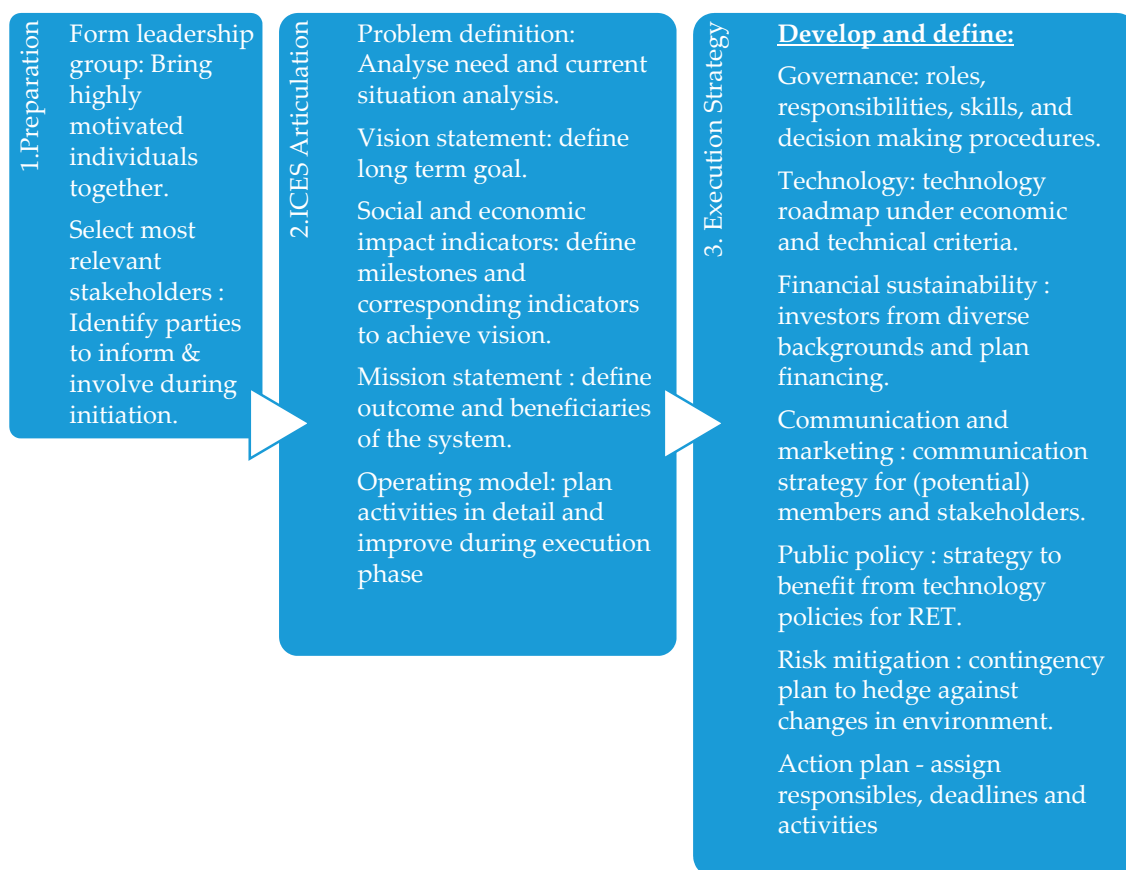 1.Preparation
Form leadership
group: Bring
highly
motivated
individuals
together.
Select most
relevant
stakeholders :
Identify parties
to inform &
involve during
initiation.
2.ICES Articulation
Problem definition:
Analyse need and current
situation analysis.
Vision statement: define
long term goal.
Social and economic
impact indicators: define
milestones and
corresponding indicators
to achieve vision.
Mission statement : define
outcome and beneficiaries
of the system.
Operating model: plan
activities in detail and
improve during execution
phase
3. Execution Strategy
Develop and define:
Governance: roles,
responsibilities, skills, and
decision making procedures.
Technology: technology
roadmap under economic
and technical criteria.
Financial sustainability :
investors from diverse
backgrounds and plan
financing.
Communication and
marketing : communication
strategy for (potential)
members and stakeholders.
Public policy : strategy to
benefit from technology
policies for RET.
Risk mitigation : contingency
plan to hedge against
changes in environment.
Action plan - assign
responsibles, deadlines and
activities